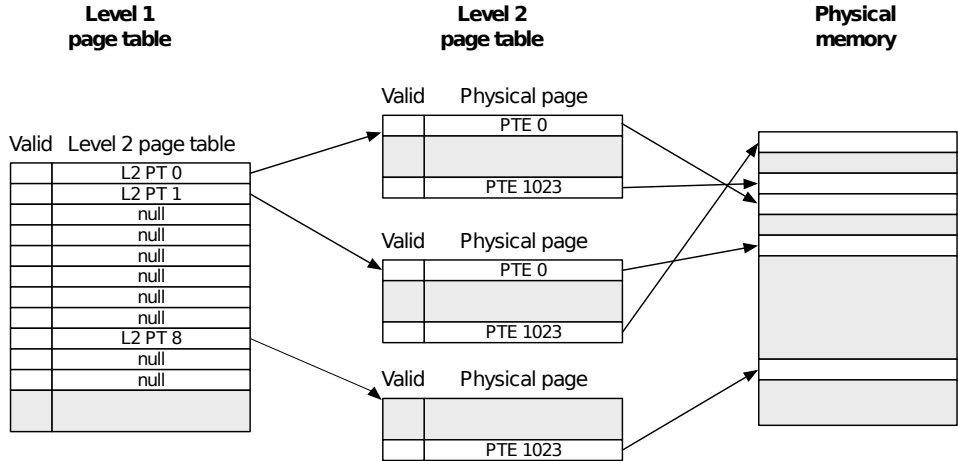 Level 1
page table
Level 2
page table
Physical
memory
Valid Level 2 page table
L2 PT 0
L2 PT 1
null
null
null
null
null
null
L2 PT 8
null
null
Valid Physical page
PTE 0
PTE 1023
Valid Physical page
PTE 0
PTE 1023
Valid Physical page
PTE 1023